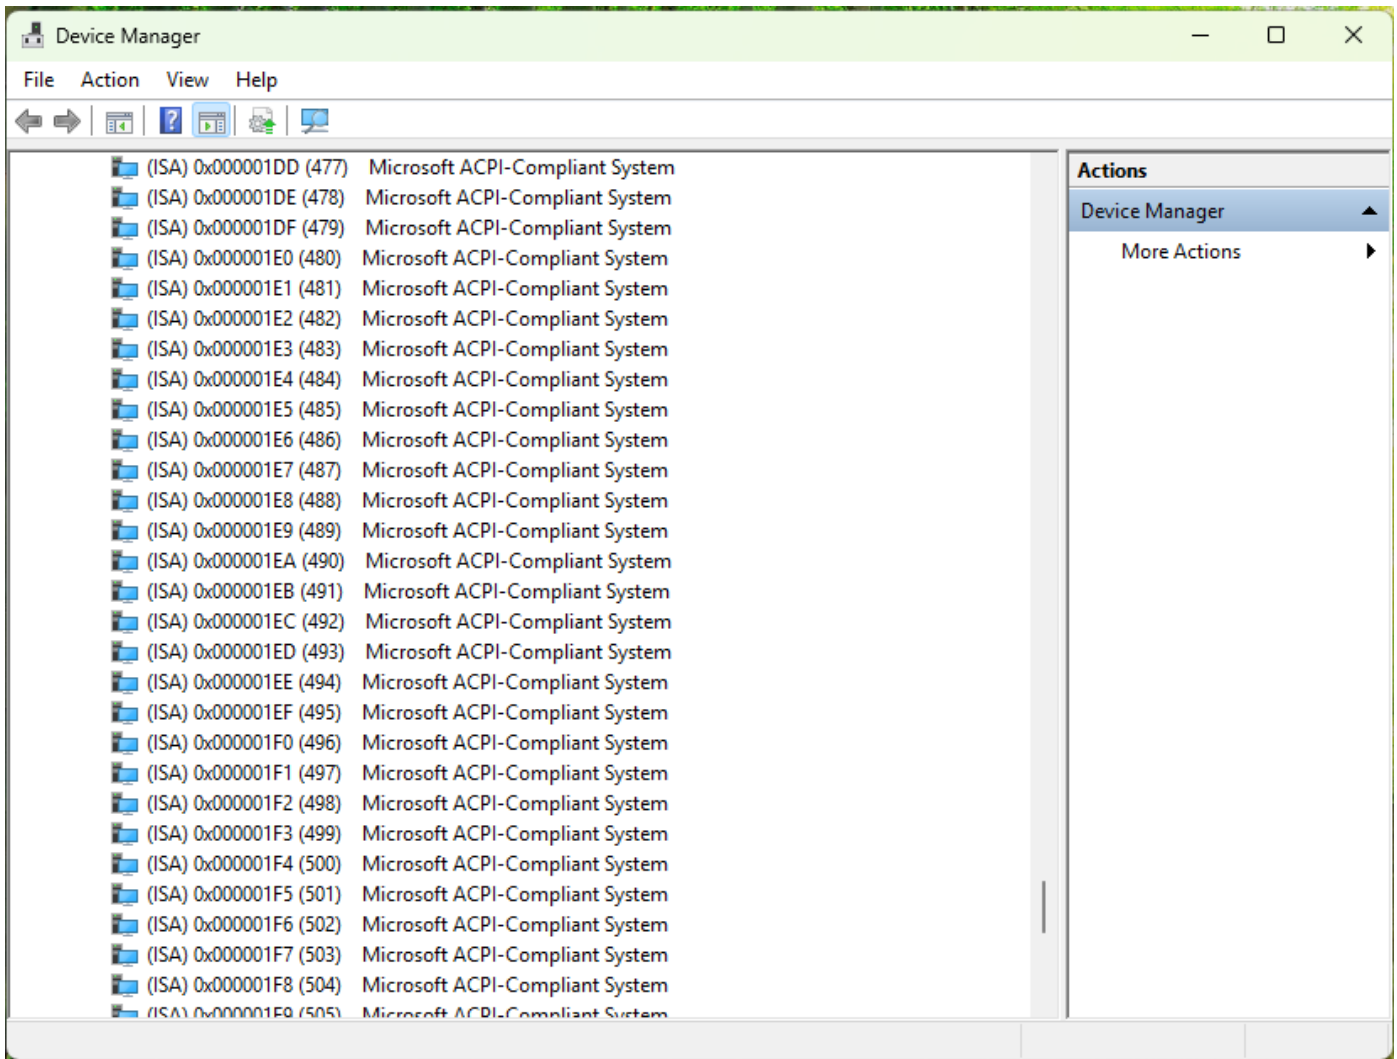 Device Manager
File Action View Help
(ISA) 0x000001DD (477) Microsoft ACPI-Compliant System
(ISA) 0x000001DE (478) Microsoft ACPI-Compliant System
(ISA) 0x000001DF (479) Microsoft ACPI-Compliant System
(ISA) 0x000001E0 (480) Microsoft ACPI-Compliant System
(ISA) 0x000001E1 (481) Microsoft ACPI-Compliant System
(ISA) 0x000001E2 (482) Microsoft ACPI-Compliant System
(ISA) 0x000001E3 (483) Microsoft ACPI-Compliant System
(ISA) 0x000001E4 (484) Microsoft ACPI-Compliant System
(ISA) 0x000001E5 (485) Microsoft ACPI-Compliant System
(ISA) 0x000001E6 (486) Microsoft ACPI-Compliant System
(ISA) 0x000001E7 (487) Microsoft ACPI-Compliant System
(ISA) 0x000001E8 (488) Microsoft ACPI-Compliant System
(ISA) 0x000001E9 (489) Microsoft ACPI-Compliant System
(ISA) 0x000001EA (490) Microsoft ACPI-Compliant System
(ISA) 0x000001EB (491) Microsoft ACPI-Compliant System
(ISA) 0x000001EC (492) Microsoft ACPI-Compliant System
(ISA) 0x000001ED (493) Microsoft ACPI-Compliant System
(ISA) 0x000001EE (494) Microsoft ACPI-Compliant System
(ISA) 0x000001EF (495) Microsoft ACPI-Compliant System
(ISA) 0x000001F0 (496) Microsoft ACPI-Compliant System
(ISA) 0x000001F1 (497) Microsoft ACPI-Compliant System
(ISA) 0x000001F2 (498) Microsoft ACPI-Compliant System
(ISA) 0x000001F3 (499) Microsoft ACPI-Compliant System
(ISA) 0x000001F4 (500) Microsoft ACPI-Compliant System
(ISA) 0x000001F5 (501) Microsoft ACPI-Compliant System
(ISA) 0x000001F6 (502) Microsoft ACPI-Compliant System
(ISA) 0x000001F7 (503) Microsoft ACPI-Compliant System
(ISA) 0x000001F8 (504) Microsoft ACPI-Compliant System
(ISA) 0x000001F9 (505) Microsoft ACPI-Compliant System
Actions
Device Manager
More Actions